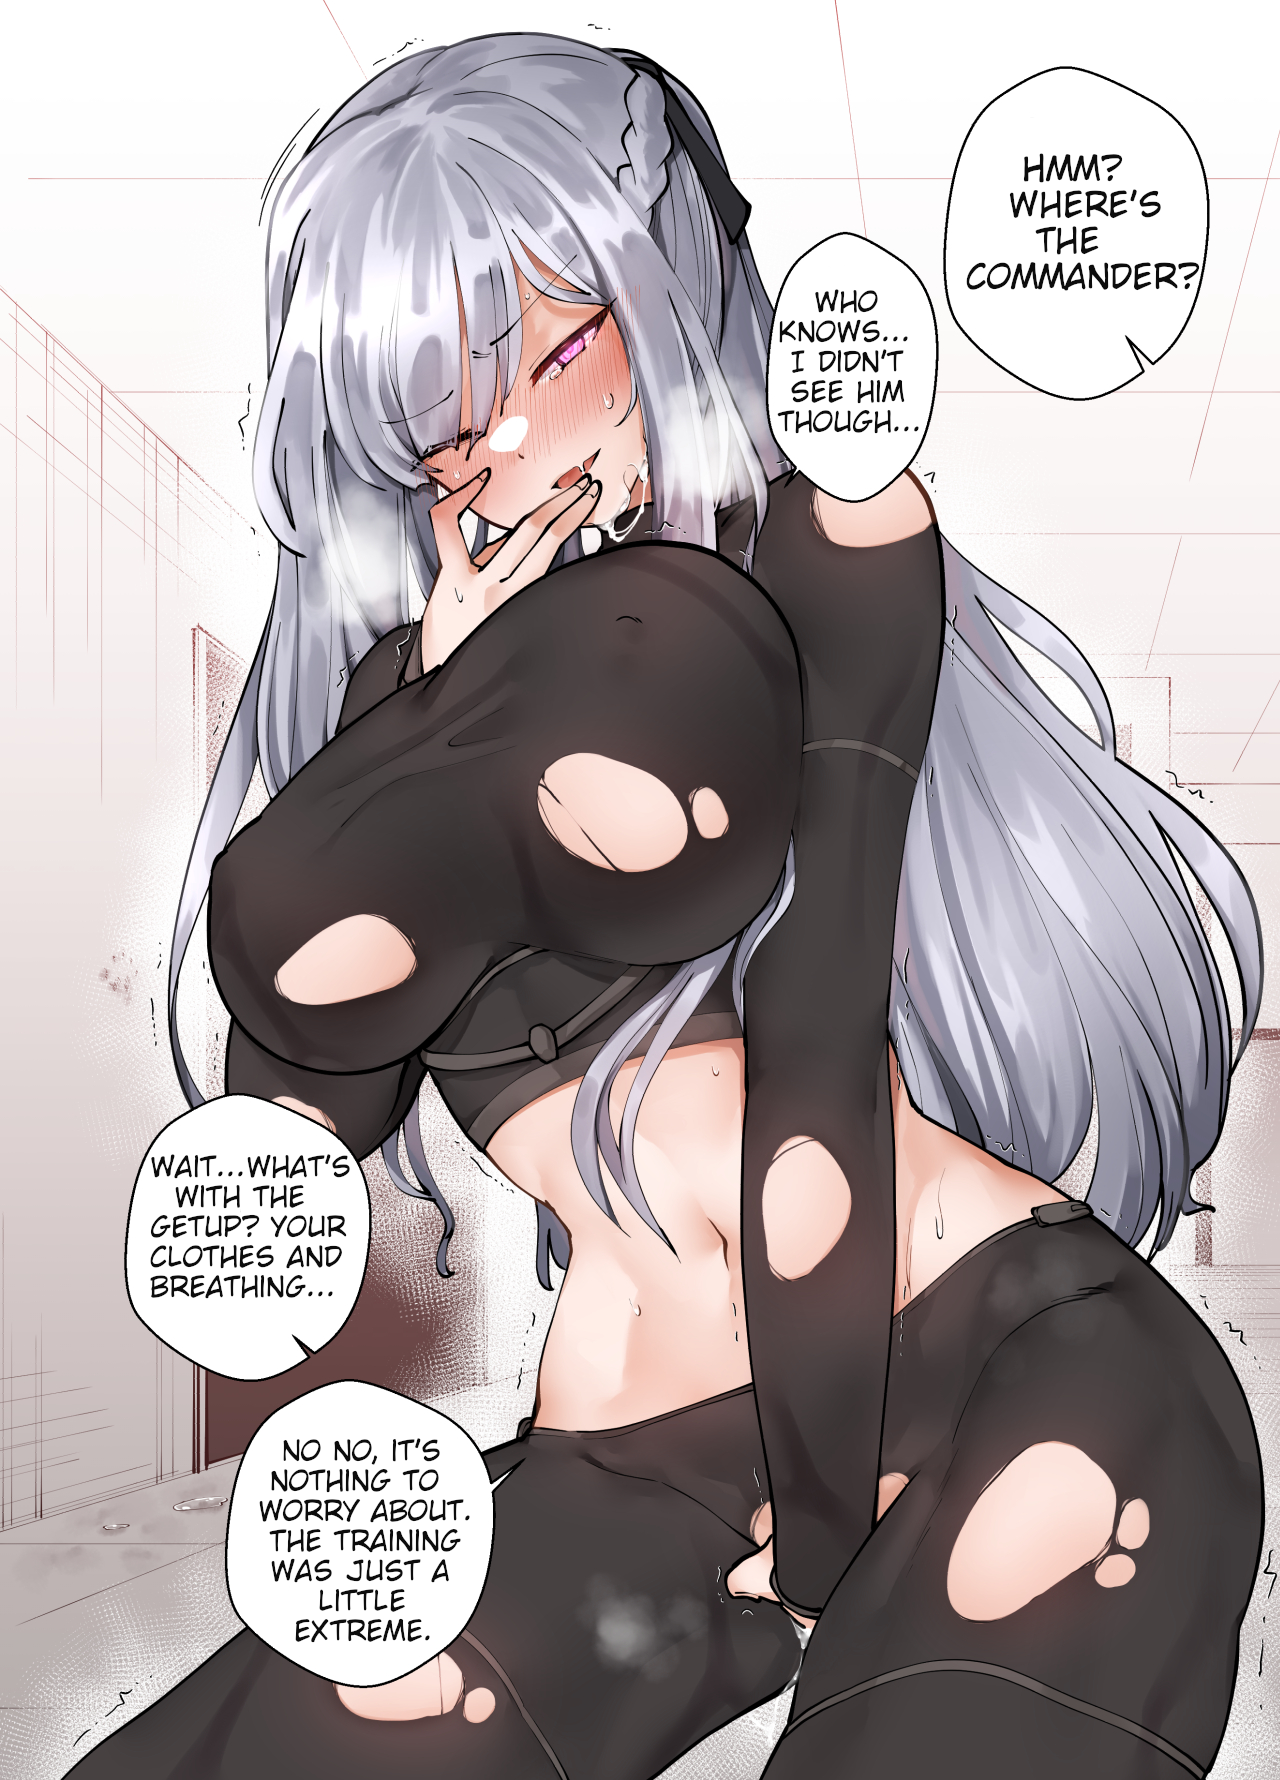 HMM?
WHERE'S
THE
COMMANDER?
WHO
KNOWS...
I DIDN'T
SEE HIM
THOUGH...
WAIT...WHAT'S
WITH THE
GETUP? YOUR
CLOTHES AND
BREATHING...
NO NO, IT'S
NOTHING TO
WORRY ABOUT.
THE TRAINING
WAS JUST A
LITTLE
EXTREME.